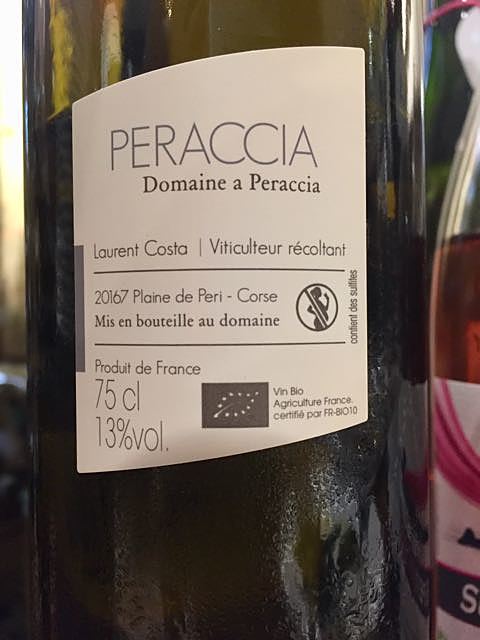 PERACCIA
Domaine a Peraccia
Laurent Costa | Viticulteur récoltant
20167 Plaine de Peri - Corse
Mis en bouteille au domaine
contient des sulfites
Produit de France
75 cl
13%vol.
Vin Bio
Agriculture France.
certifié par FR-BIO10